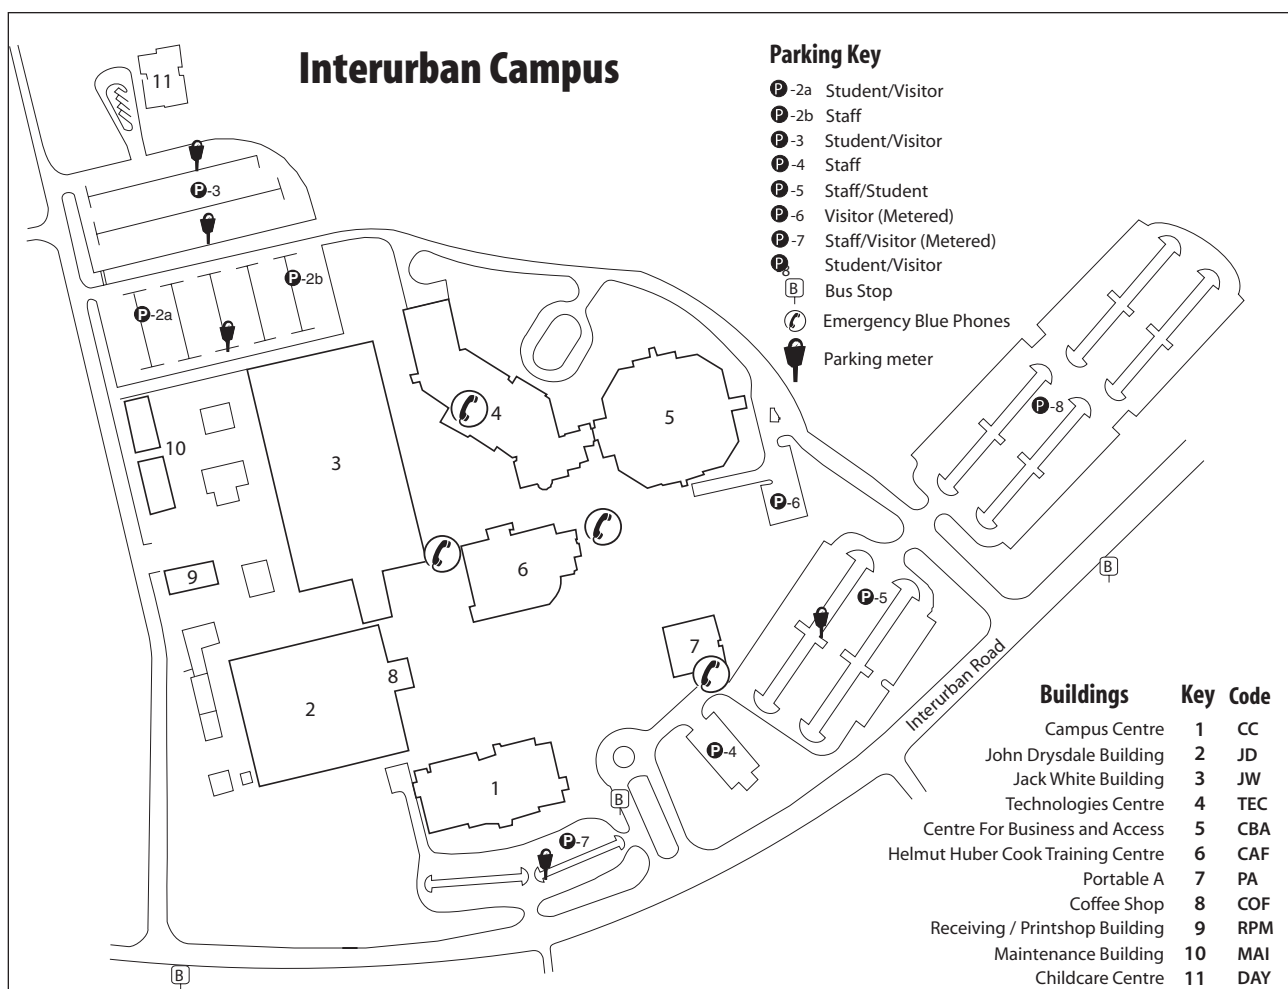 Interurban Campus
Parking Key
P-2a Student/Visitor
P-2b Staff
P-3 Student/Visitor
P-4 Staff
P-5 Staff/Student
P-6 Visitor (Metered)
P-7 Staff/Visitor (Metered)
P8 Student/Visitor
B Bus Stop
Emergency Blue Phones
Parking meter
11
P-3
P-2b
P-2a
4
5
P-8
10
3
P-6
6
9
B
P-5
7
8
2
Interurban Road
P-4
1
B
P-7
B
Buildings Key Code
Campus Centre 1 CC
John Drysdale Building 2 JD
Jack White Building 3 JW
Technologies Centre 4 TEC
Centre For Business and Access 5 CBA
Helmut Huber Cook Training Centre 6 CAF
Portable A 7 PA
Coffee Shop 8 COF
Receiving / Printshop Building 9 RPM
Maintenance Building 10 MAI
Childcare Centre 11 DAY